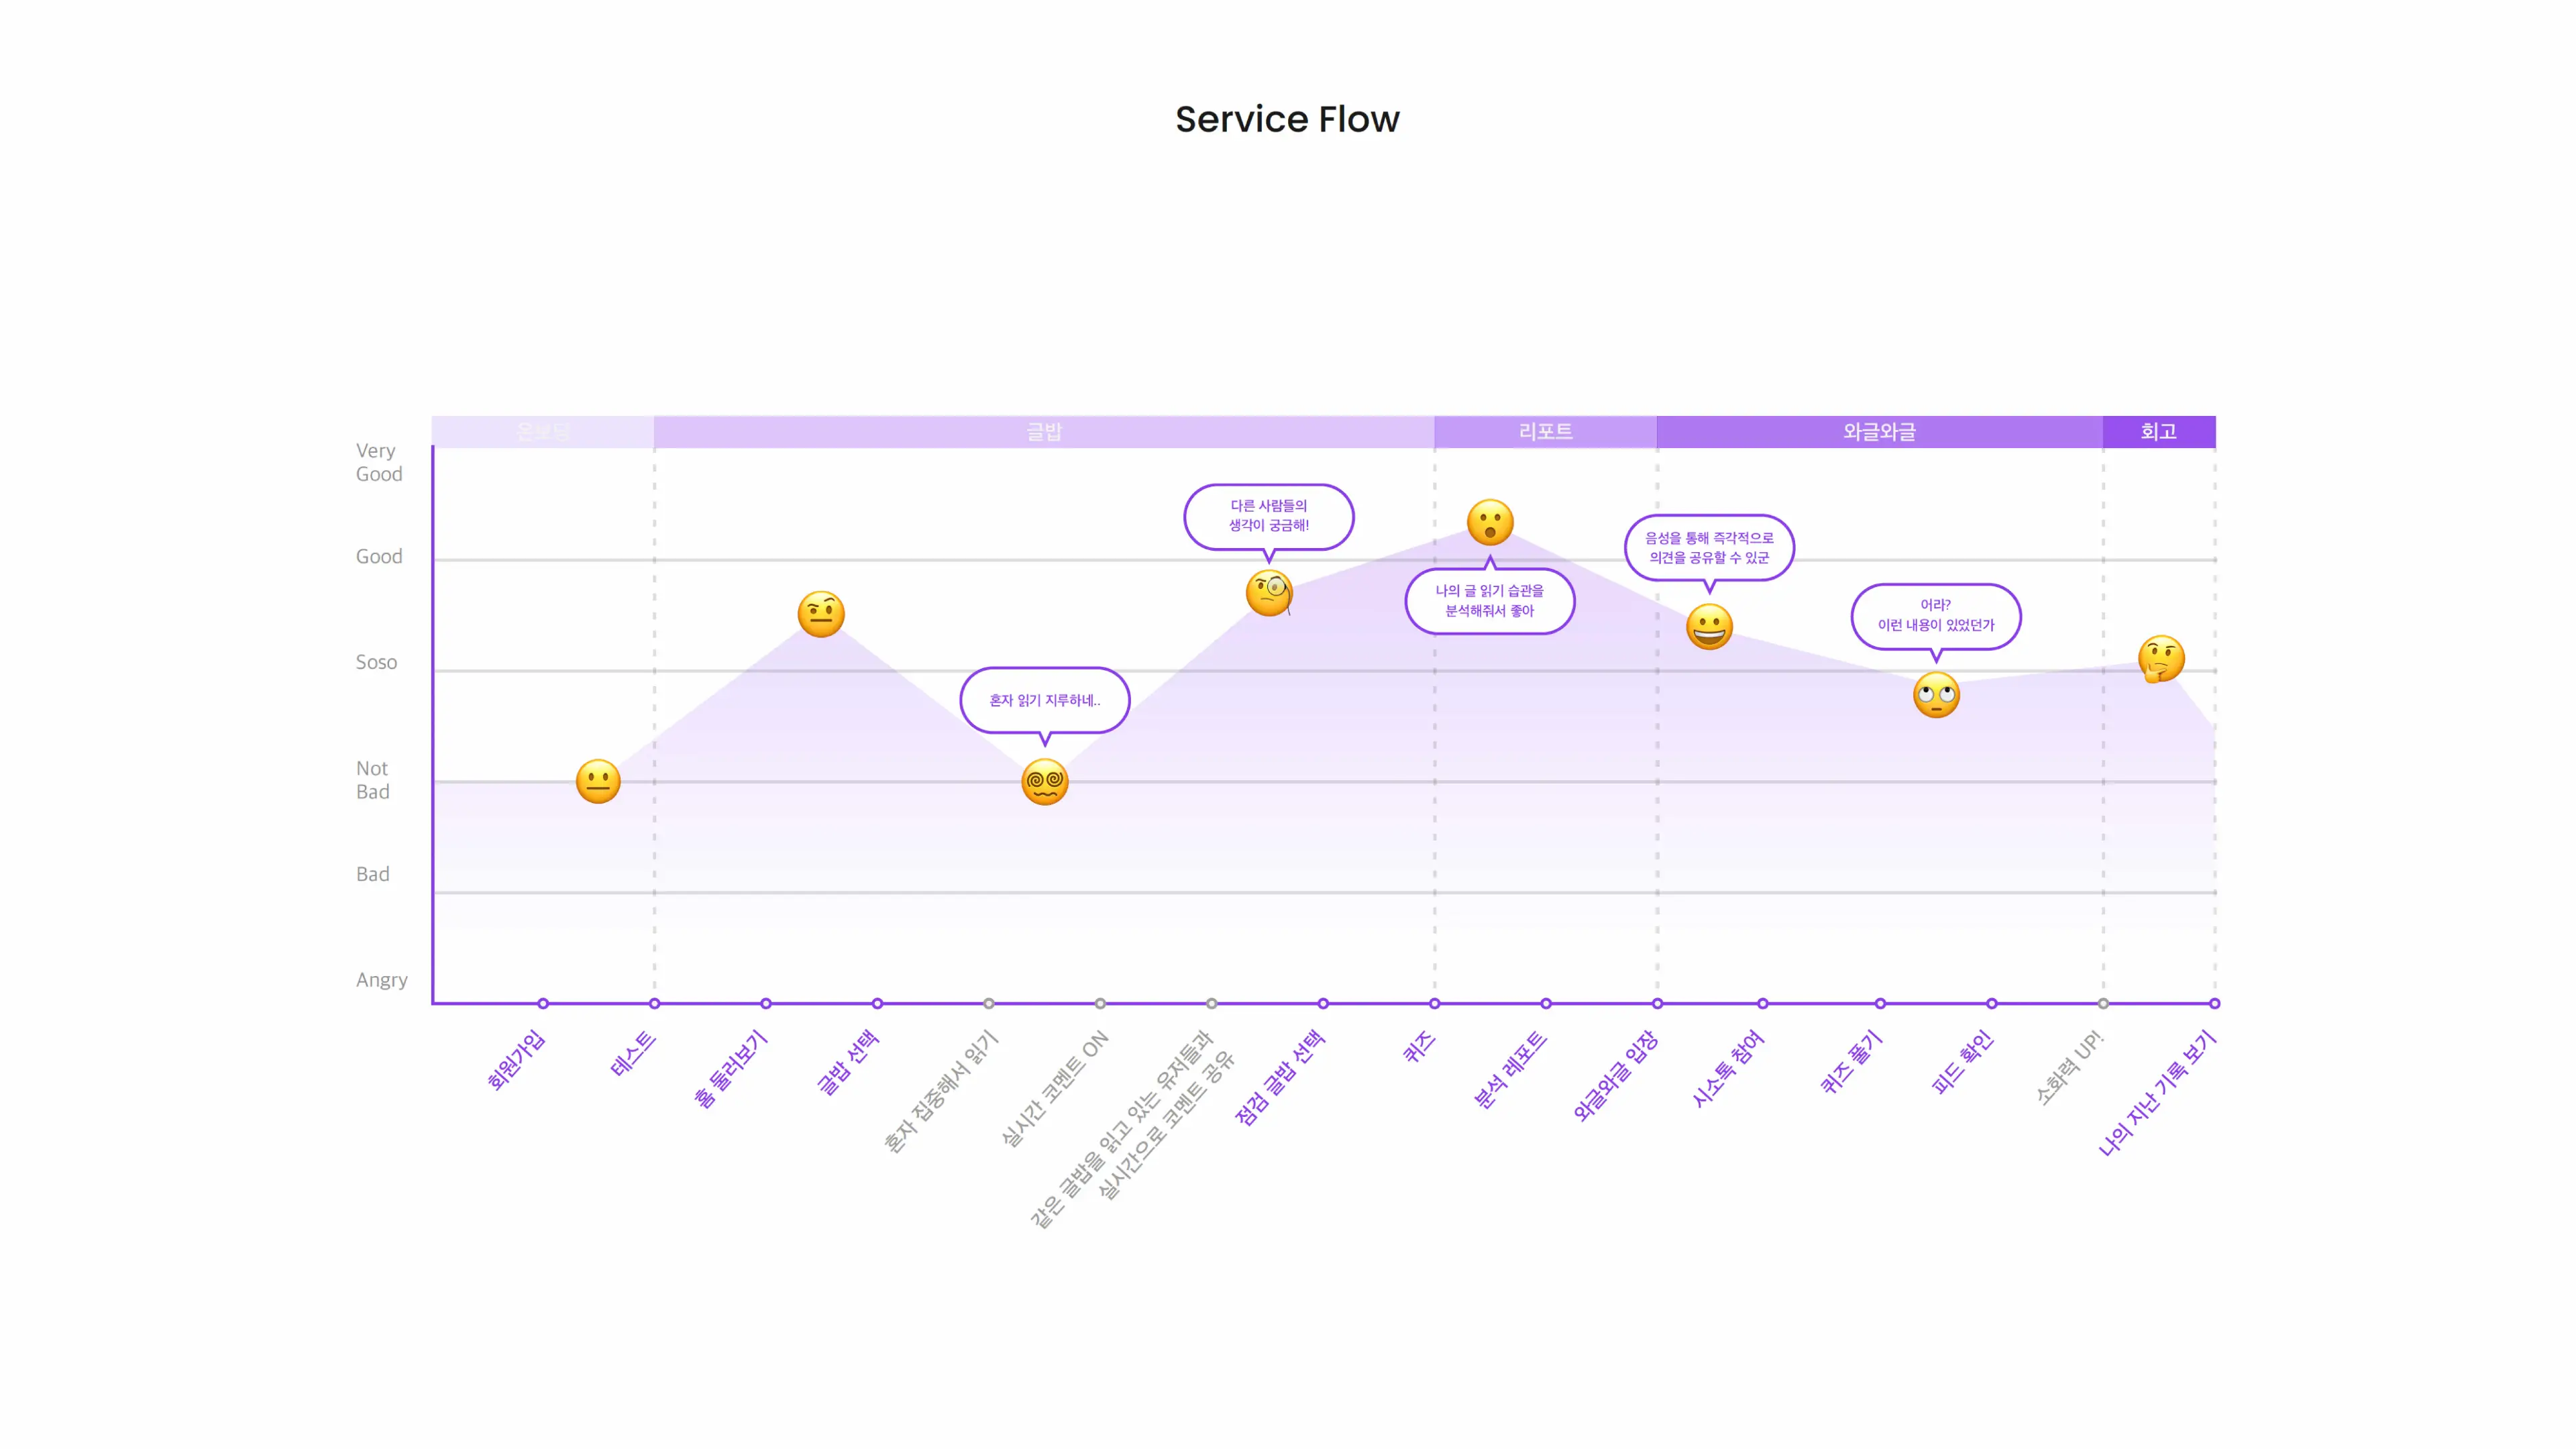 Service Flow
온보딩
글밥
리포트
와글와글
회고
Very
Good
Good
Soso
Not
Bad
Bad
Angry
혼자 읽기 지루하네..
다른 사람들의
생각이 궁금해!
나의 글 읽기 습관을
분석해줘서 좋아
음성을 통해 즉각적으로
의견을 공유할 수 있군
어라?
이런 내용이 있었던가
회원가입
테스트
홈 둘러보기
글밥 선택
혼자 집중해서 읽기
실시간 코멘트 ON
같은 글밥을 읽고 있는 유저들과
실시간으로 코멘트 공유
점검 글밥 선택
퀴즈
분석 레포트
와글와글 입장
시소톡 참여
퀴즈 풀기
피드 확인
소화력 UP!
나의 지난 기록 보기